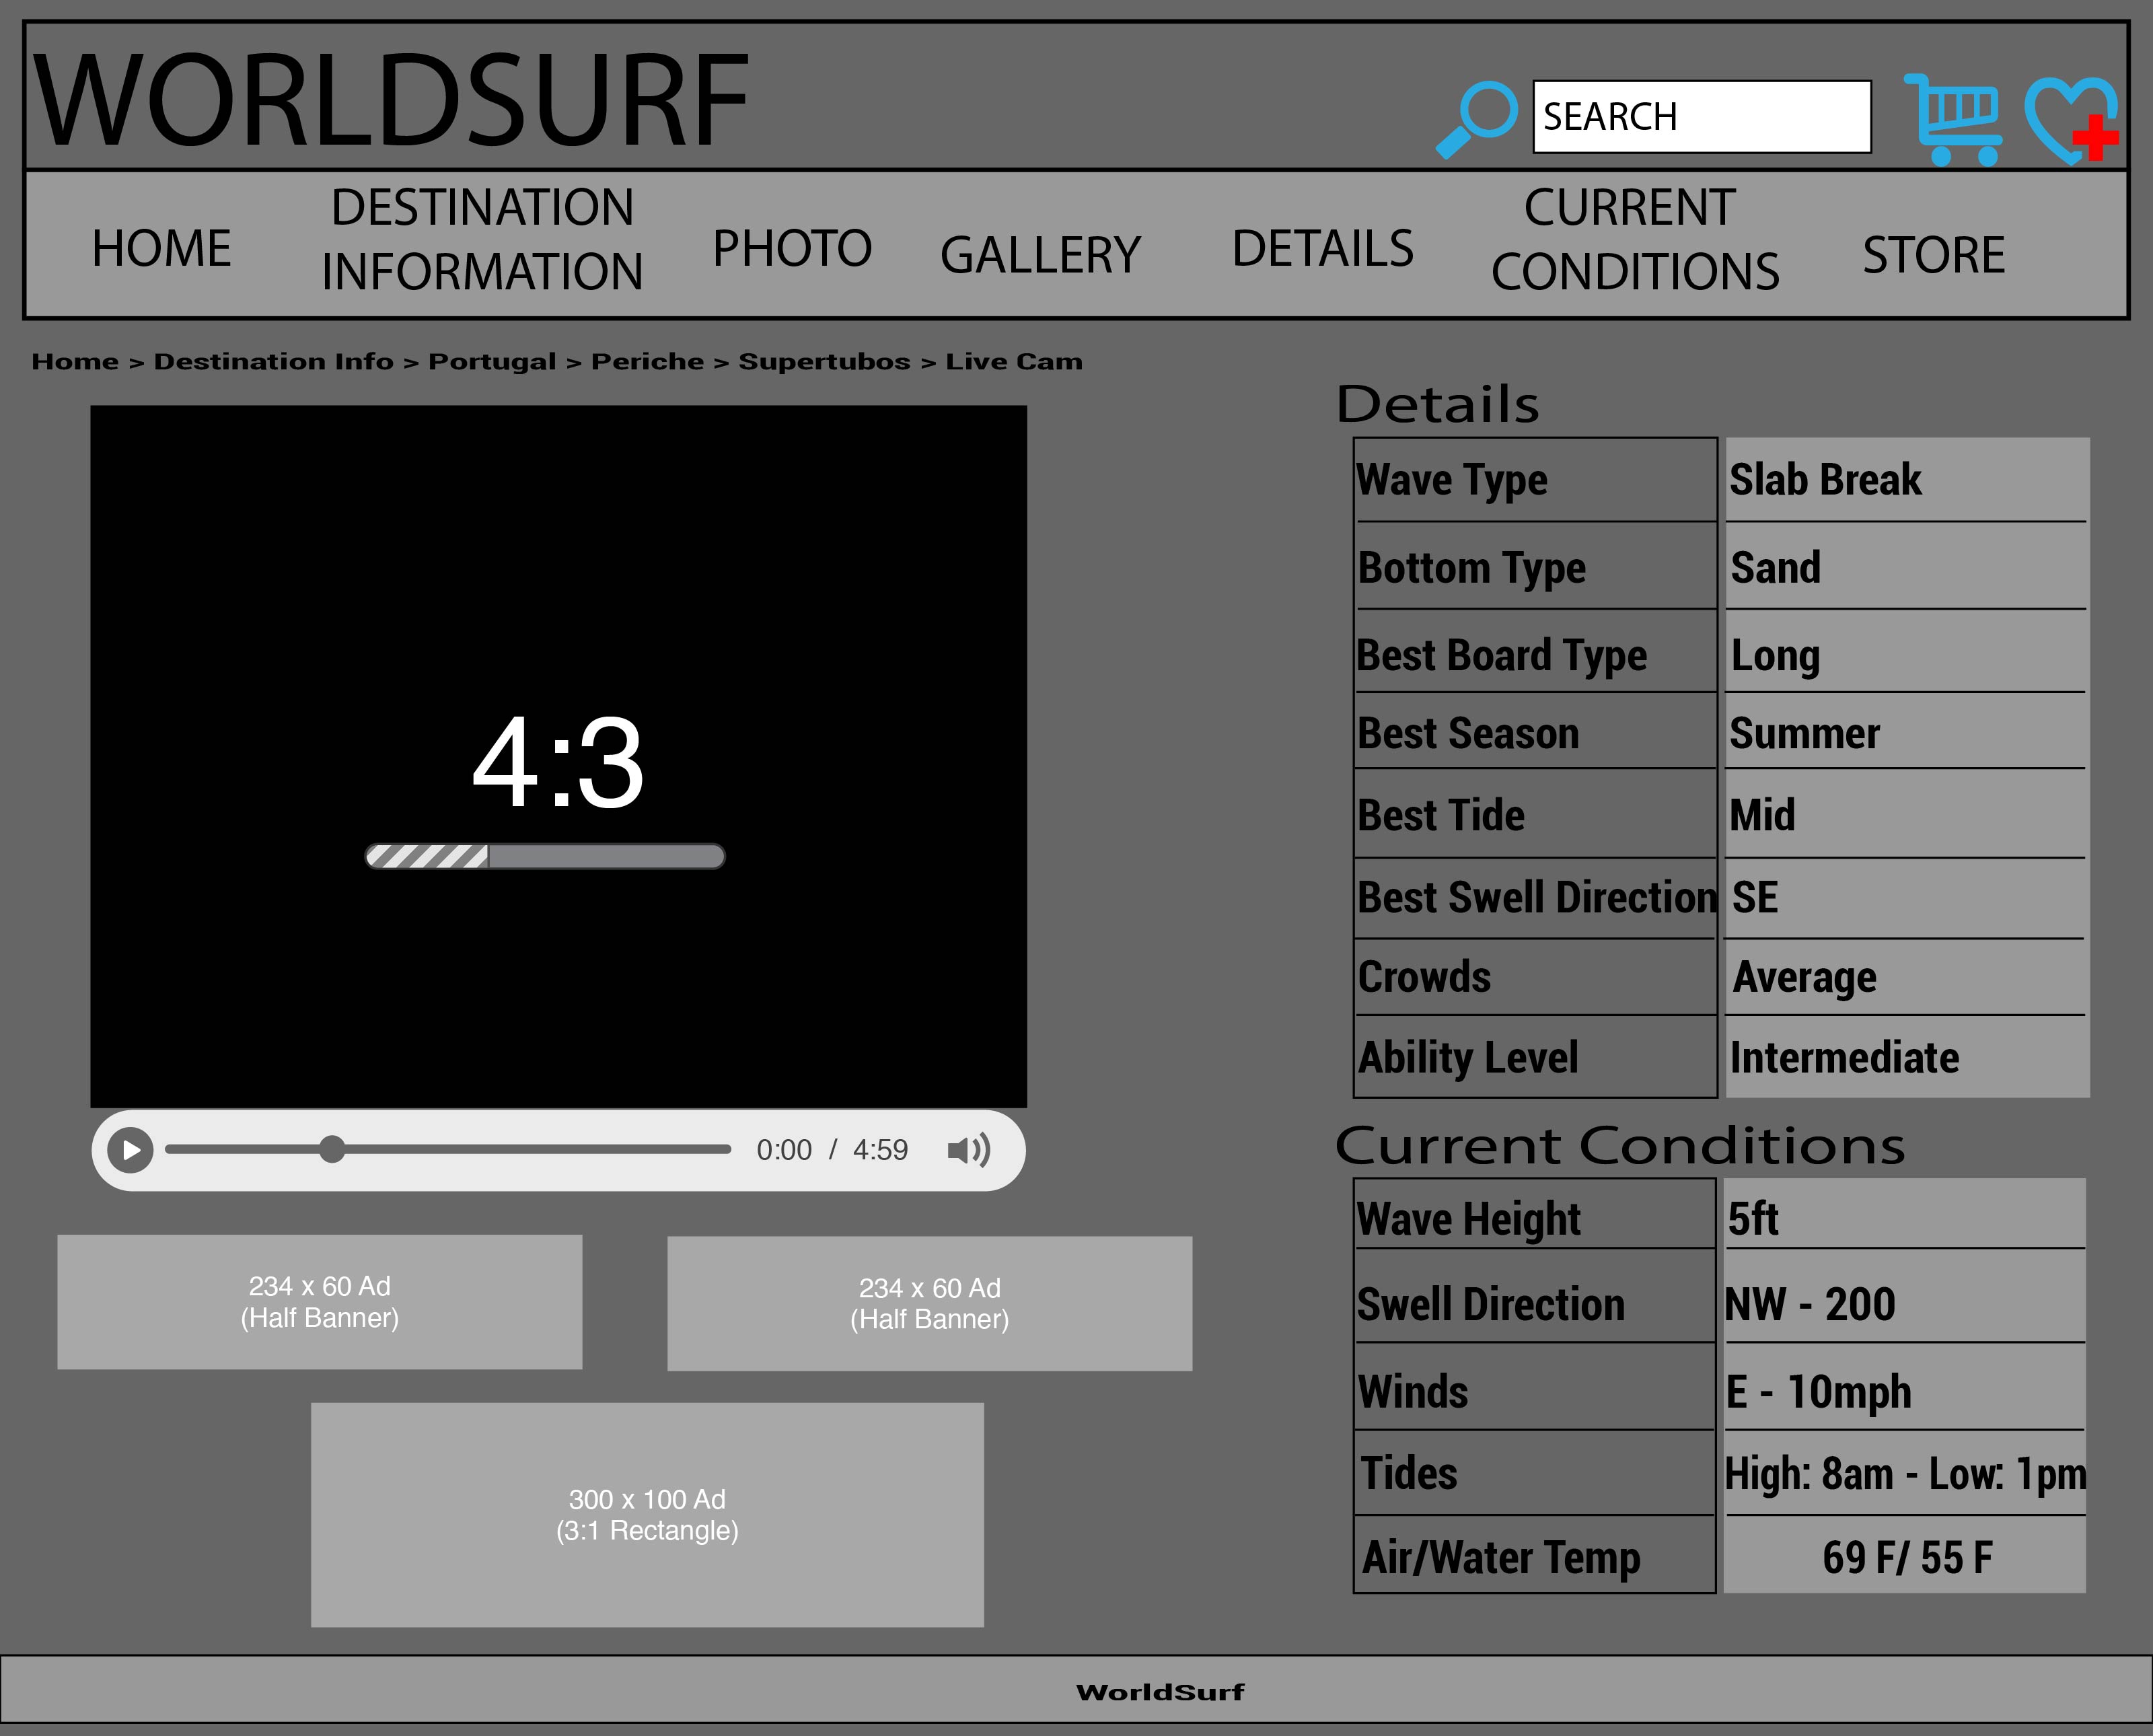 WORLDSURF
SEARCH
HOME
DESTINATION
INFORMATION
PHOTO
GALLERY
DETAILS
CURRENT
CONDITIONS
STORE
Home > Destination Info > Portugal > Periche > Supertubos > Live Cam
4:3
0:00 / 4:59
234 x 60 Ad
(Half Banner)
234 x 60 Ad
(Half Banner)
300 x 100 Ad
(3:1 Rectangle)
Details
Wave Type Slab Break
Bottom Type Sand
Best Board Type Long
Best Season Summer
Best Tide Mid
Best Swell Direction SE
Crowds Average
Ability Level Intermediate
Current Conditions
Wave Height 5ft
Swell Direction NW - 200
Winds E - 10mph
Tides High: 8am - Low: 1pm
Air/Water Temp 69 F/ 55 F
WorldSurf